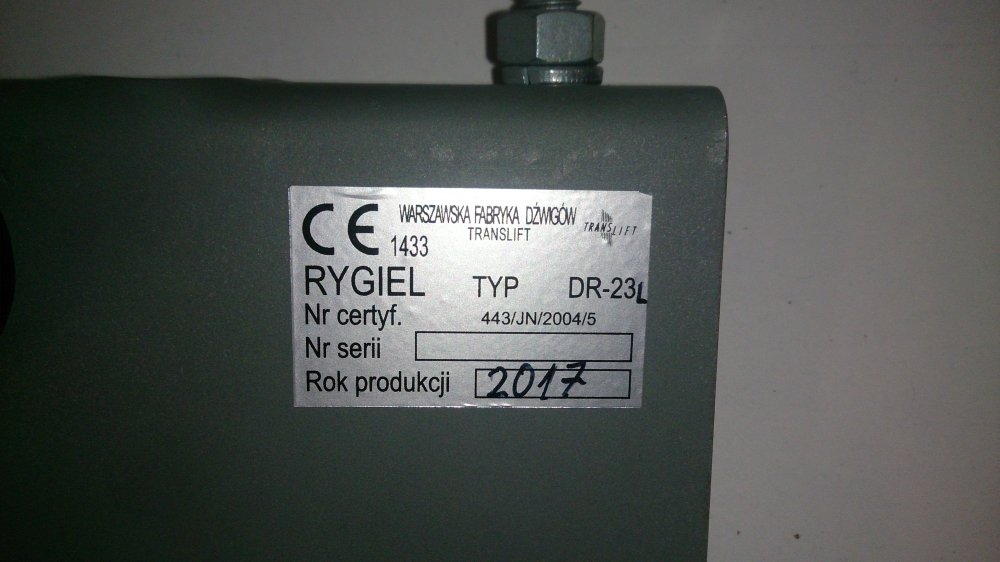 CE 1433 WARSZAWSKA FABRYKA DŹWIGÓW
TRANSLIFT
TRANSLIFT
RYGIEL TYP DR-23L
Nr certyf. 443/JN/2004/5
Nr serii
Rok produkcji 2017